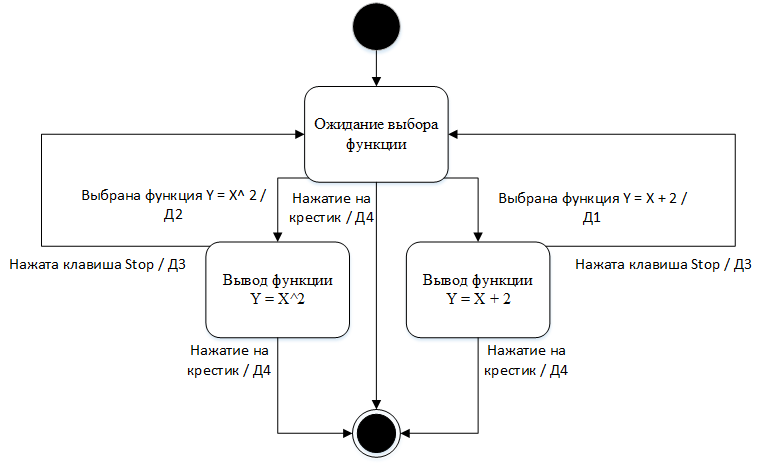 Ожидание выбора
функции
Выбрана функция Y = X^ 2 /
Д2
Нажатие на
крестик / Д4
Выбрана функция Y = X + 2 /
Д1
Нажата клавиша Stop / Д3
Вывод функции
Y = X^2
Вывод функции
Y = X + 2
Нажата клавиша Stop / Д3
Нажатие на
крестик / Д4
Нажатие на
крестик / Д4